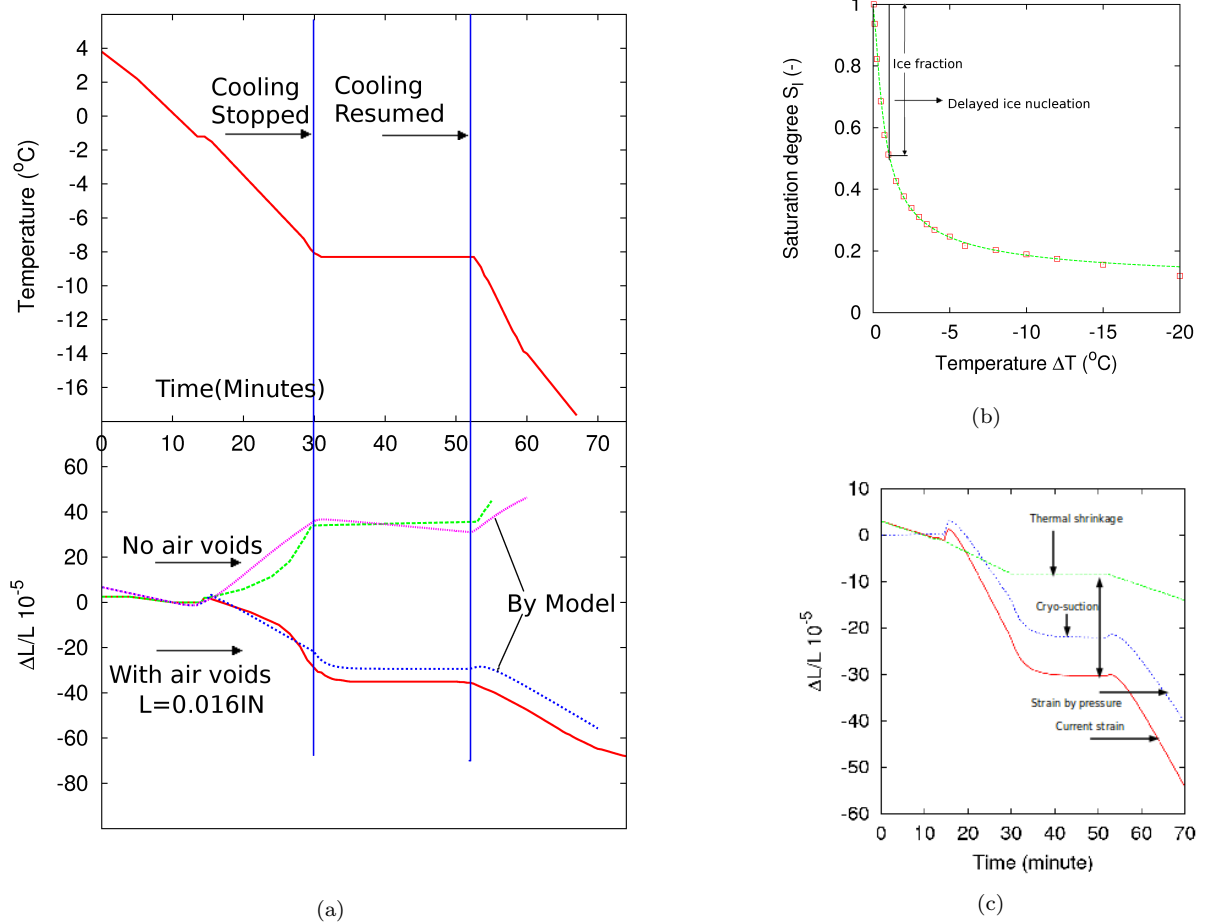 4
2
0
-2
-4
-6
-8
-10
-12
-14
-16
Temperature (°C)
Cooling
Stopped
Cooling
Resumed
Time(Minutes)
0 10 20 30 40 50 60 70
60
40
20
0
-20
-40
-60
-80
ΔL/L 10-5
No air voids
By Model
With air voids
L=0.016IN
(a)
1
0.8
0.6
0.4
0.2
0
Saturation degree Sl (-)
Ice fraction
Delayed ice nucleation
0 -5 -10 -15 -20
Temperature ΔT (°C)
(b)
10
0
-10
-20
-30
-40
-50
-60
ΔL/L 10-5
Thermal shrinkage
Cryo-suction
Strain by pressure
Current strain
0 10 20 30 40 50 60 70
Time (minute)
(c)